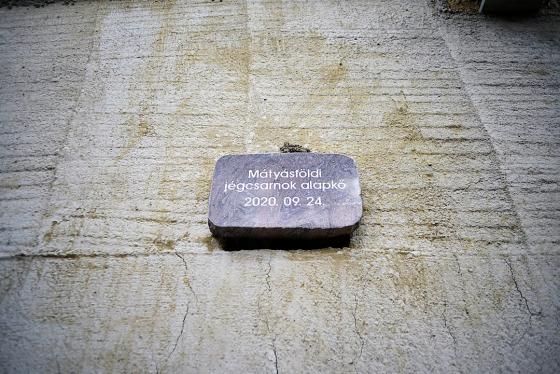 Mátyásföldi
jégcsarnok alapkő
2020. 09. 24.